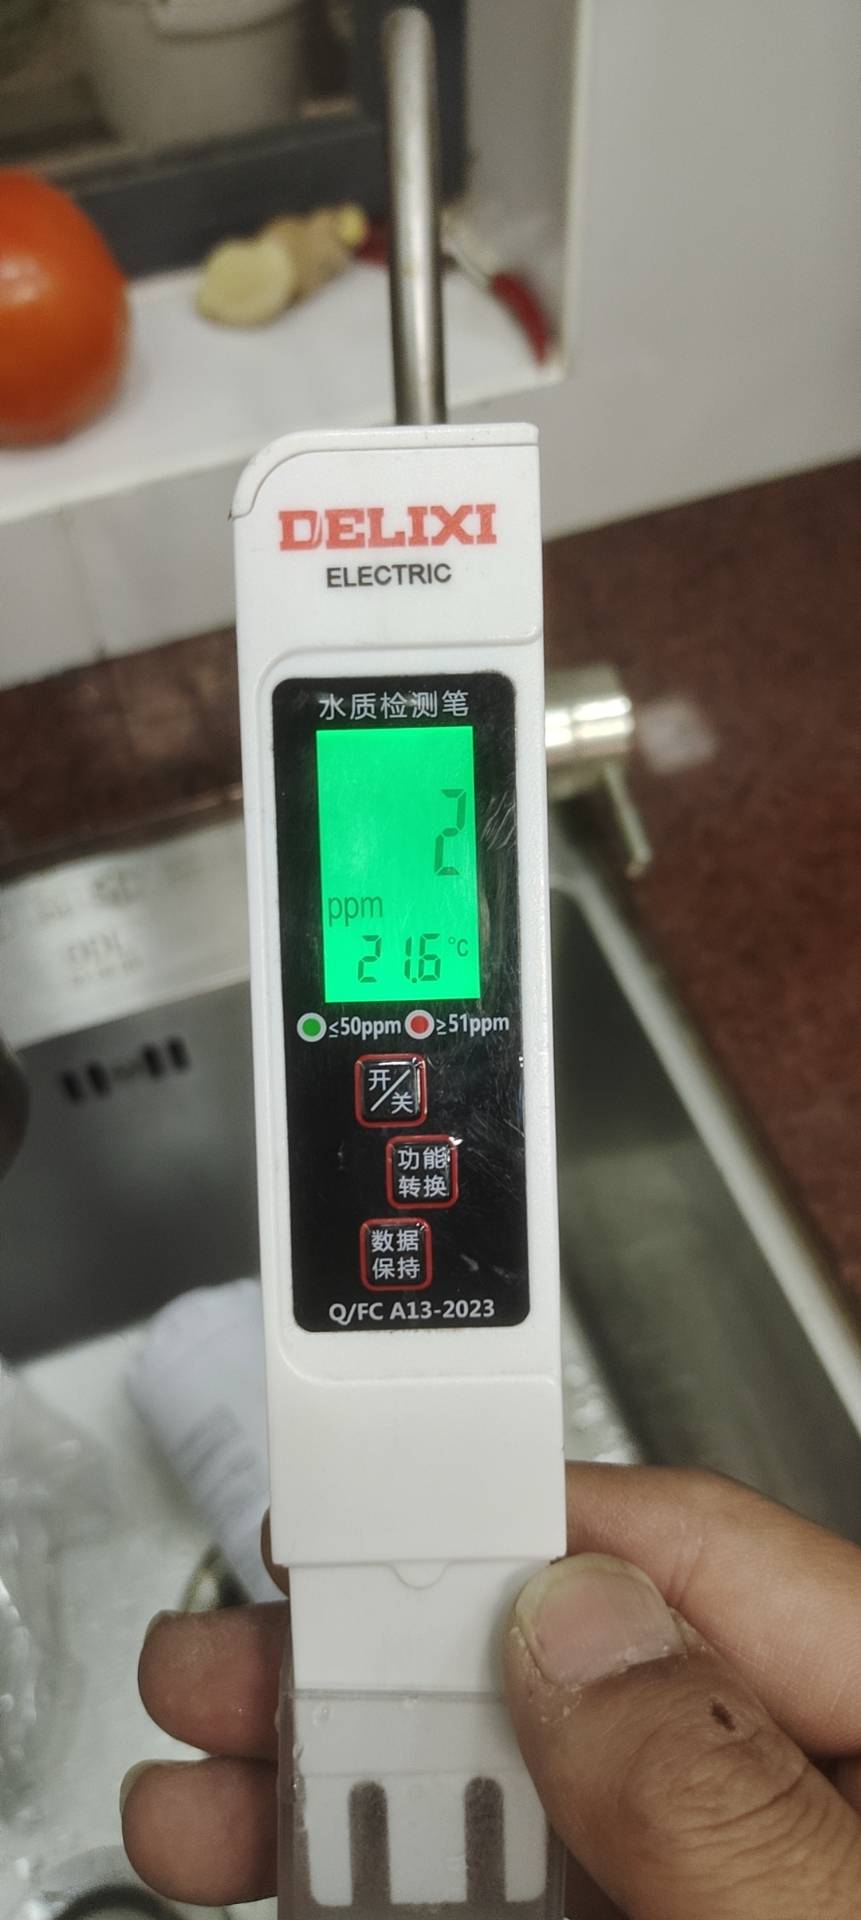 DELIXI
ELECTRIC
水质检测笔
2
ppm
21.6 °C
≤50ppm ≥51ppm
开/关
功能
转换
数据
保持
Q/FC A13-2023